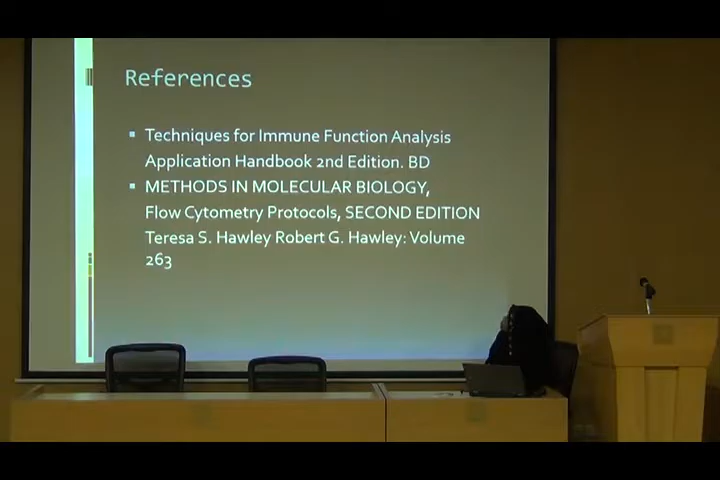 References
Techniques for Immune Function Analysis
Application Handbook 2nd Edition. BD
METHODS IN MOLECULAR BIOLOGY,
Flow Cytometry Protocols, SECOND EDITION
Teresa S. Hawley Robert G. Hawley: Volume
263